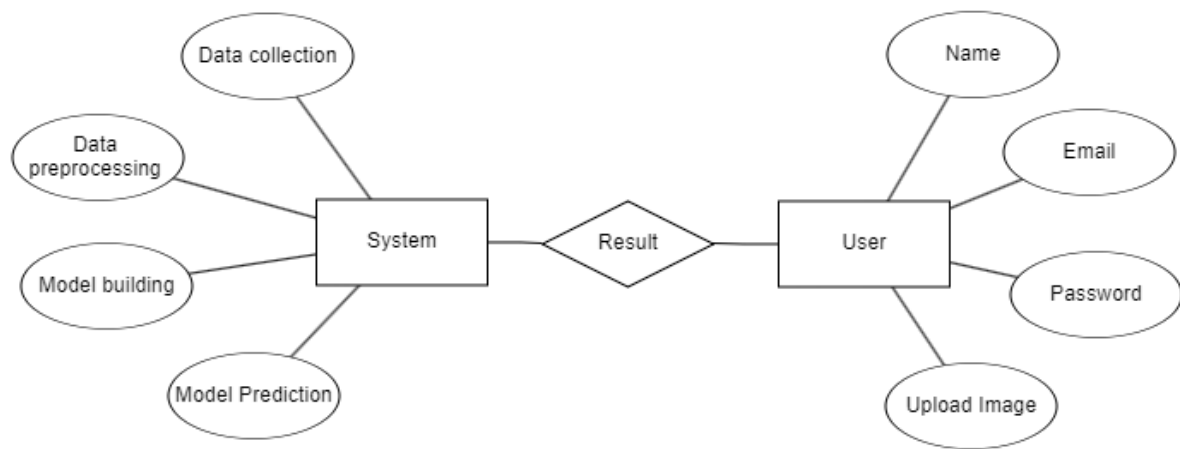 Data collection
Name
Data
preprocessing
Email
System
Result
User
Model building
Password
Model Prediction
Upload Image